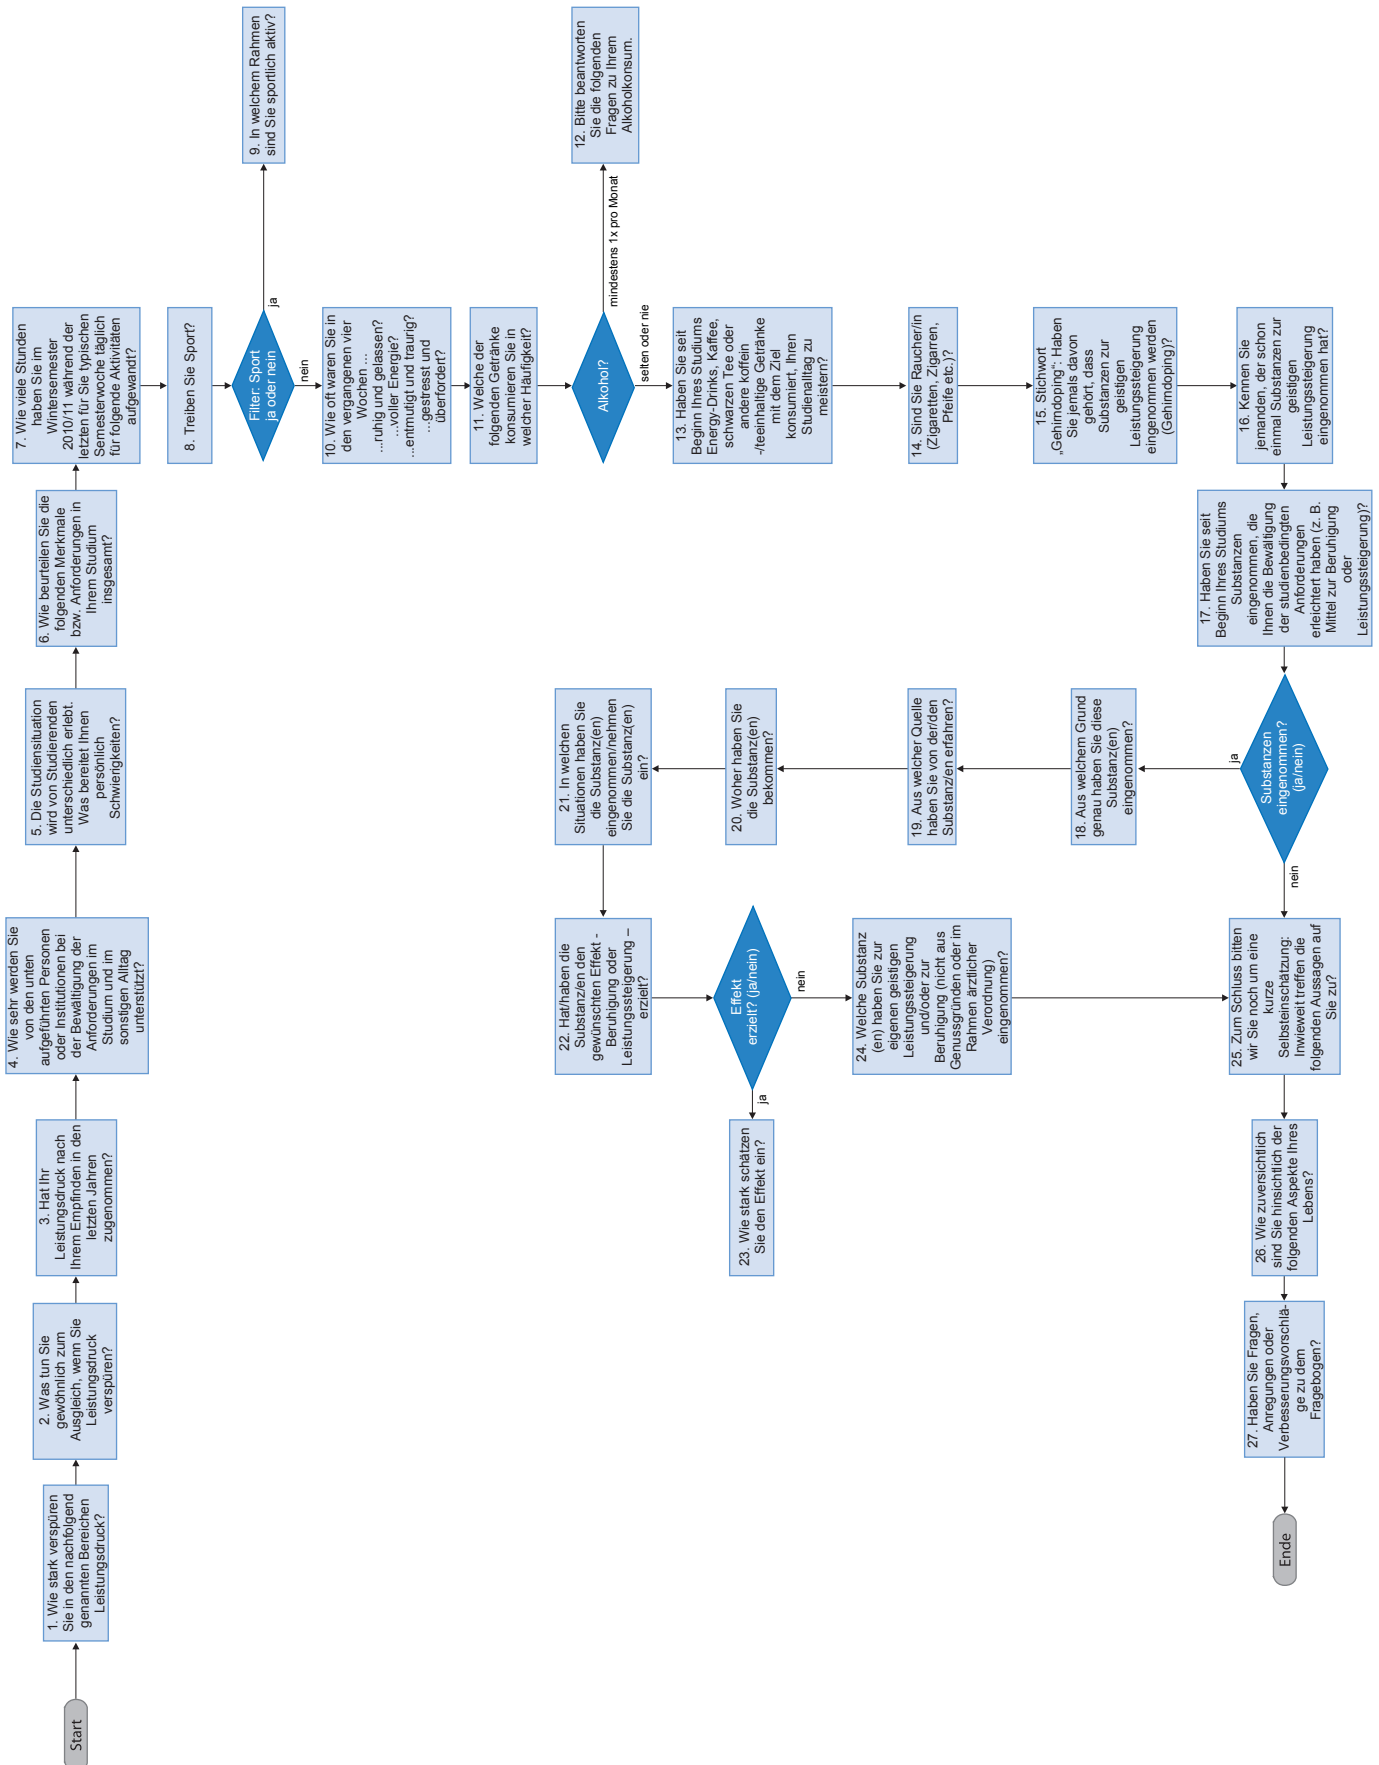 Start
1. Wie stark verspüren
Sie in den nachfolgend
genannten Bereichen
Leistungsdruck?
2. Was tun Sie
gewöhnlich zum
Ausgleich, wenn Sie
Leistungsdruck
verspüren?
3. Hat Ihr
Leistungsdruck nach
Ihrem Empfinden in den
letzten Jahren
zugenommen?
4. Wie sehr werden Sie
von den unten
aufgeführten Personen
oder Institutionen bei
der Bewältigung der
Anforderungen im
Studium und im
sonstigen Alltag
unterstützt?
5. Die Studiensituation
wird von Studierenden
unterschiedlich erlebt.
Was bereitet Ihnen
persönlich
Schwierigkeiten?
6. Wie beurteilen Sie die
folgenden Merkmale
bzw. Anforderungen in
Ihrem Studium
insgesamt?
7. Wie viele Stunden
haben Sie im
Wintersemester
2010/11 während der
letzten für Sie typischen
Semesterwoche täglich
für folgende Aktivitäten
aufgewandt?
8. Treiben Sie Sport?
Filter: Sport
ja oder nein
ja
nein
9. In welchem Rahmen
sind Sie sportlich aktiv?
10. Wie oft waren Sie in
den vergangenen vier
Wochen…
...ruhig und gelassen?
...voller Energie?
...entmutigt und traurig?
...gestresst und
überfordert?
11. Welche der
folgenden Getränke
konsumieren Sie in
welcher Häufigkeit?
Alkohol?
mindestens 1x pro Monat
selten oder nie
12. Bitte beantworten
Sie die folgenden
Fragen zu Ihrem
Alkoholkonsum.
13. Haben Sie seit
Beginn Ihres Studiums
Energy-Drinks, Kaffee,
schwarzen Tee oder
andere koffein
-/teeinhaltige Getränke
mit dem Ziel
konsumiert, Ihren
Studienalltag zu
meistern?
14. Sind Sie Raucher/in
(Zigaretten, Zigarren,
Pfeife etc.)?
15. Stichwort
„Gehirndoping“: Haben
Sie jemals davon
gehört, dass
Substanzen zur
geistigen
Leistungssteigerung
eingenommen werden
(Gehirndoping)?
16. Kennen Sie
jemanden, der schon
einmal Substanzen zur
geistigen
Leistungssteigerung
eingenommen hat?
17. Haben Sie seit
Beginn Ihres Studiums
Substanzen
eingenommen, die
Ihnen die Bewältigung
der studienbedingten
Anforderungen
erleichtert haben (z. B.
Mittel zur Beruhigung
oder
Leistungssteigerung)?
Substanzen
eingenommen?
(ja/nein)
ja
nein
18. Aus welchem Grund
genau haben Sie diese
Substanz(en)
eingenommen?
19. Aus welcher Quelle
haben Sie von der/den
Substanz/en erfahren?
20. Woher haben Sie
die Substanz(en)
bekommen?
21. In welchen
Situationen haben Sie
die Substanz(en)
eingenommen/nehmen
Sie die Substanz(en)
ein?
22. Hat/haben die
Substanz/en den
gewünschten Effekt -
Beruhigung oder
Leistungssteigerung –
erzielt?
Effekt
erzielt? (ja/nein)
ja
nein
23. Wie stark schätzen
Sie den Effekt ein?
24. Welche Substanz
(en) haben Sie zur
eigenen geistigen
Leistungssteigerung
und/oder zur
Beruhigung (nicht aus
Genussgründen oder im
Rahmen ärztlicher
Verordnung)
eingenommen?
25. Zum Schluss bitten
wir Sie noch um eine
kurze
Selbsteinschätzung:
Inwieweit treffen die
folgenden Aussagen auf
Sie zu?
26. Wie zuversichtlich
sind Sie hinsichtlich der
folgenden Aspekte Ihres
Lebens?
27. Haben Sie Fragen,
Anregungen oder
Verbesserungsvorschlä-
ge zu dem
Fragebogen?
Ende